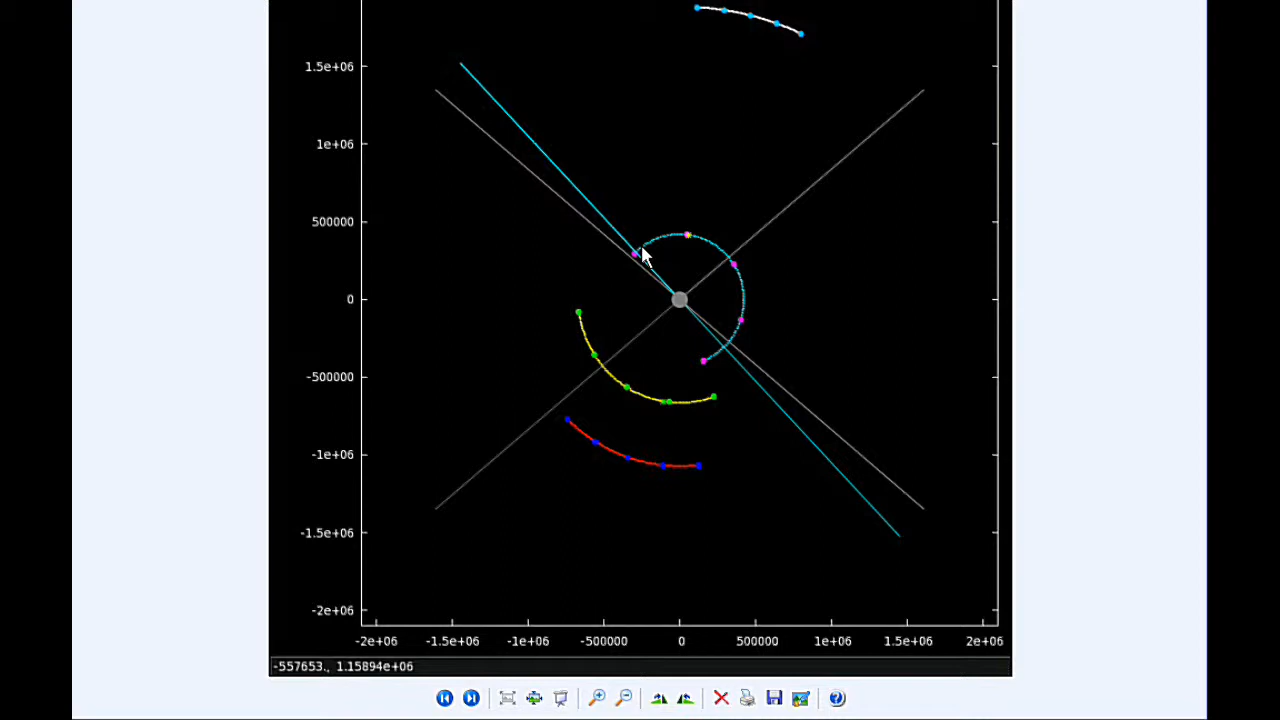 1.5e+06
1e+06
500000
0
-500000
-1e+06
-1.5e+06
-2e+06
-2e+06 -1.5e+06 -1e+06 -500000 0 500000 1e+06 1.5e+06 2e+06
-557653., 1.15894e+06